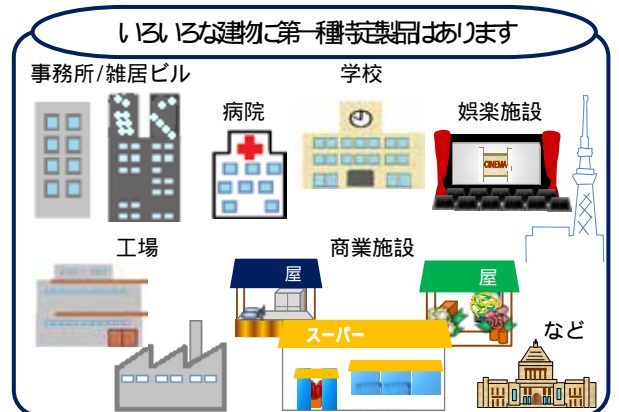 いろいろな建物に第一種特定製品はあります
事務所/雑居ビル
学校
病院
娯楽施設
CINEMA
工場
商業施設
屋
屋
スーパー
など